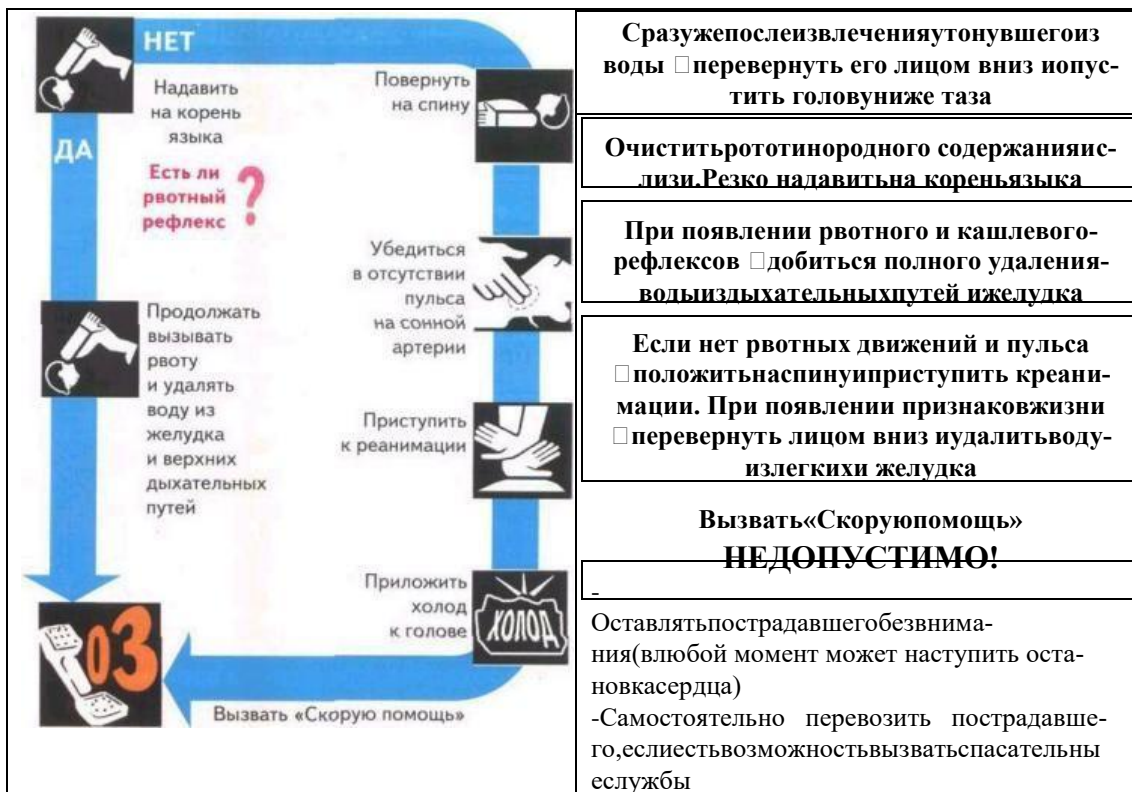 НЕТ
Надавить
на корень
языка
ДА
Есть ли
рвотный
рефлекс ?
Повернуть
на спину
Убедиться
в отсутствии
пульса
на сонной
артерии
Продолжать
вызывать
рвоту
и удалять
воду из
желудка
и верхних
дыхательных
путей
Приступить
к реанимации
Приложить
холод
к голове
ХОЛОД
03
Вызвать «Скорую помощь»
Сразужепослеизвлеченияутонувшегоиз
воды □перевернуть его лицом вниз иопус-
тить головуниже таза
Очиститьрототинородного содержанияис-
лизи.Резко надавитьна кореньязыка
При появлении рвотного и кашлевого-
рефлексов □добиться полного удаления-
водыиздыхательныхпутей ижелудка
Если нет рвотных движений и пульса
□положитьнаспинуиприступить креани-
мации. При появлении признаковжизни
□перевернуть лицом вниз иудалитьводу-
излегкихи желудка
Вызвать«Скоруюпомощь»
НЕДОПУСТИМО!
-
Оставлятьпострадавшегобезвнима-
ния(влюбой момент может наступить оста-
новкасердца)
-Самостоятельно перевозить пострадавше-
го,еслиестьвозможностьвызватьспасательны
еслужбы